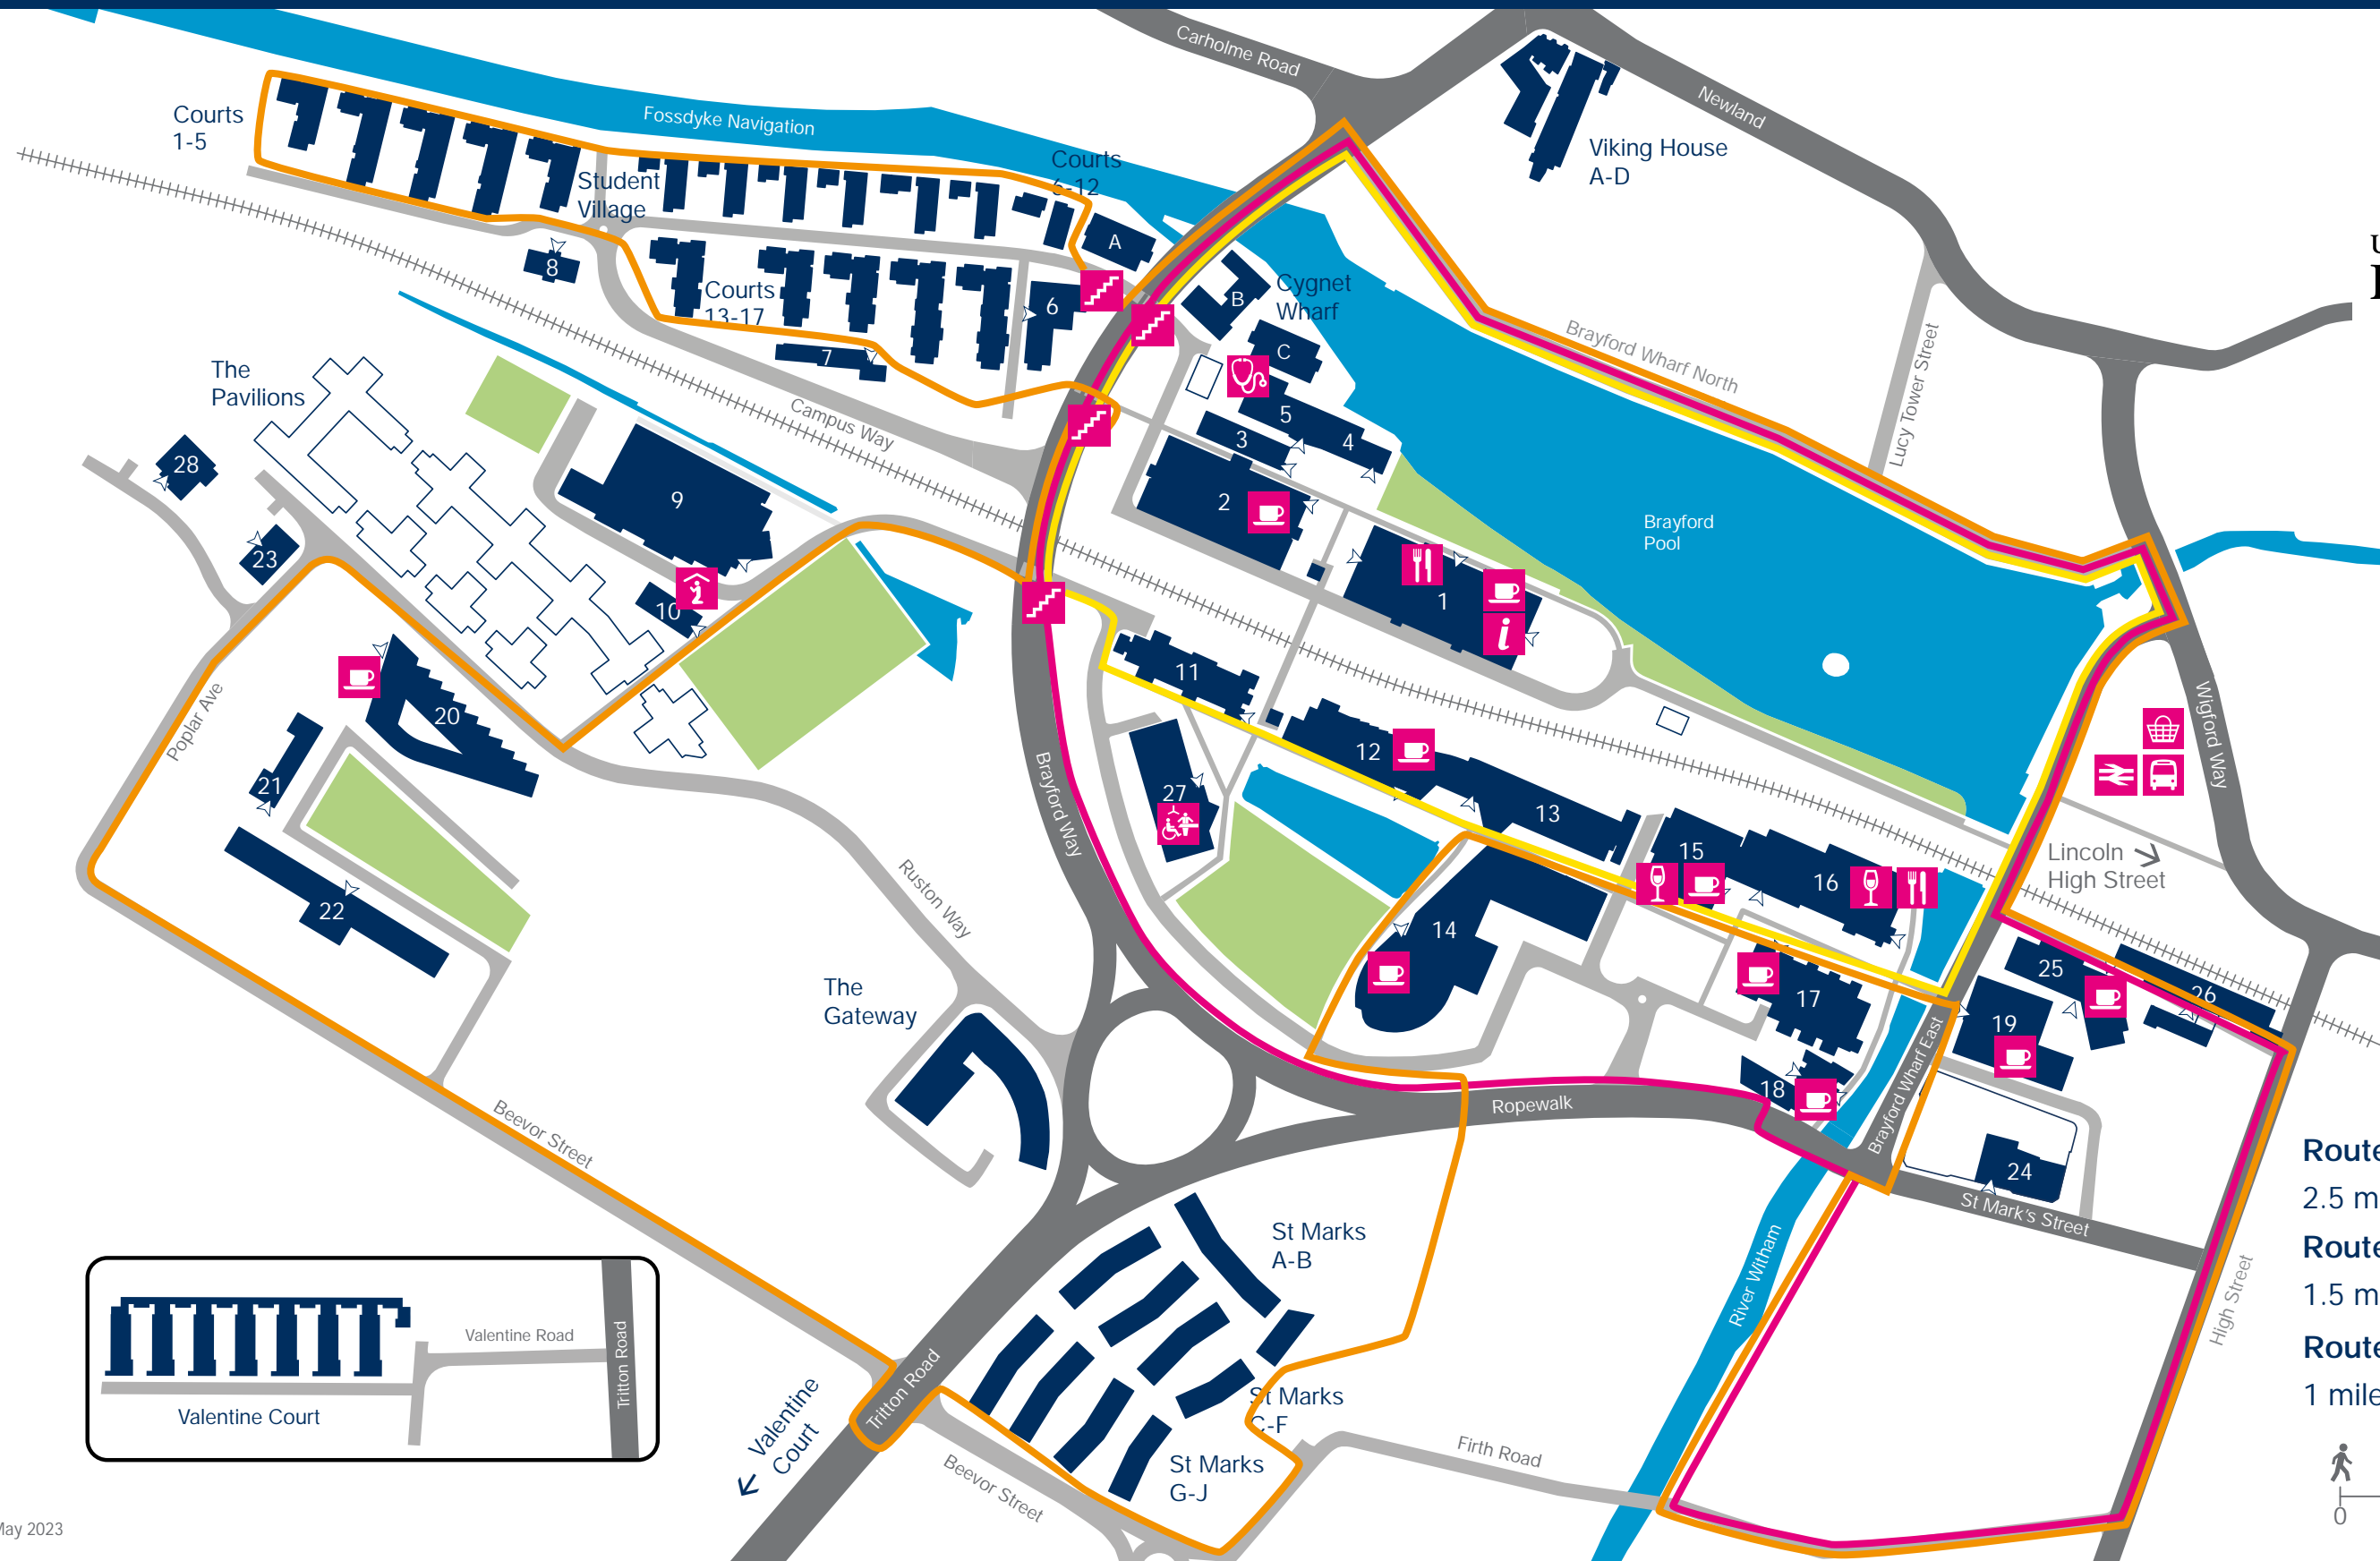 Carholme Road
Newland
Courts
1-5
Fossdyke Navigation
Viking House
A-D
Courts
6-12
Student
Village
A
U
8
B
Cygnet
Wharf
Courts
13-17
6
C
Brayford Wharf North
Lucy Tower Street
7
The
Pavilions
5
Campus Way
3
4
28
9
2
Brayford
Pool
23
10
1
i
11
Wigford Way
Poplar Ave
20
12
21
Brayford Way
27
13
15
Lincoln
High Street
22
Ruston Way
16
14
25
The
Gateway
17
26
19
Brayford Wharf East
18
Ropewalk
Beevor Street
Route
2.5 m
24
St Mark's Street
St Marks
A-B
River Witham
High Street
Route
1.5 m
Valentine Road
Tritton Road
Route
1 mile
Tritton Road
Valentine Court
Valentine
Court
St Marks
C-F
Firth Road
St Marks
G-J
Beevor Street
May 2023
0